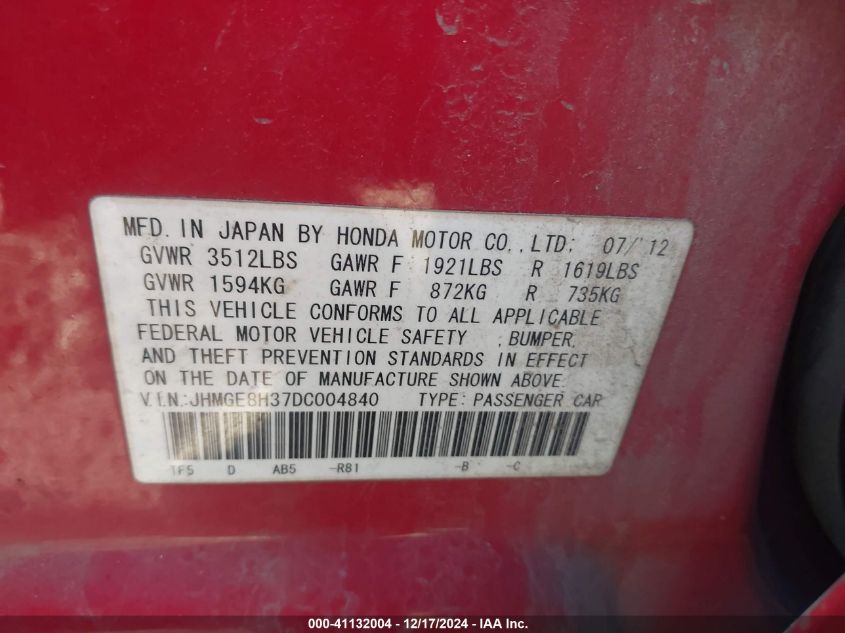 MFD. IN JAPAN BY HONDA MOTOR CO.,LTD; 07/'12
GVWR 3512LBS GAWR F 1921LBS R 1619LBS
GVWR 1594KG GAWR F 872KG R 735KG
THIS VEHICLE CONFORMS TO ALL APPLICABLE
FEDERAL MOTOR VEHICLE SAFETY , BUMPER,
AND THEFT PREVENTION STANDARDS IN EFFECT
ON THE DATE OF MANUFACTURE SHOWN ABOVE.
V.I.N.:JHMGE8H37DC004840 TYPE: PASSENGER CAR
TF5 D AB5 -R81 -B -C
000-41132004 - 12/17/2024 - IAA Inc.